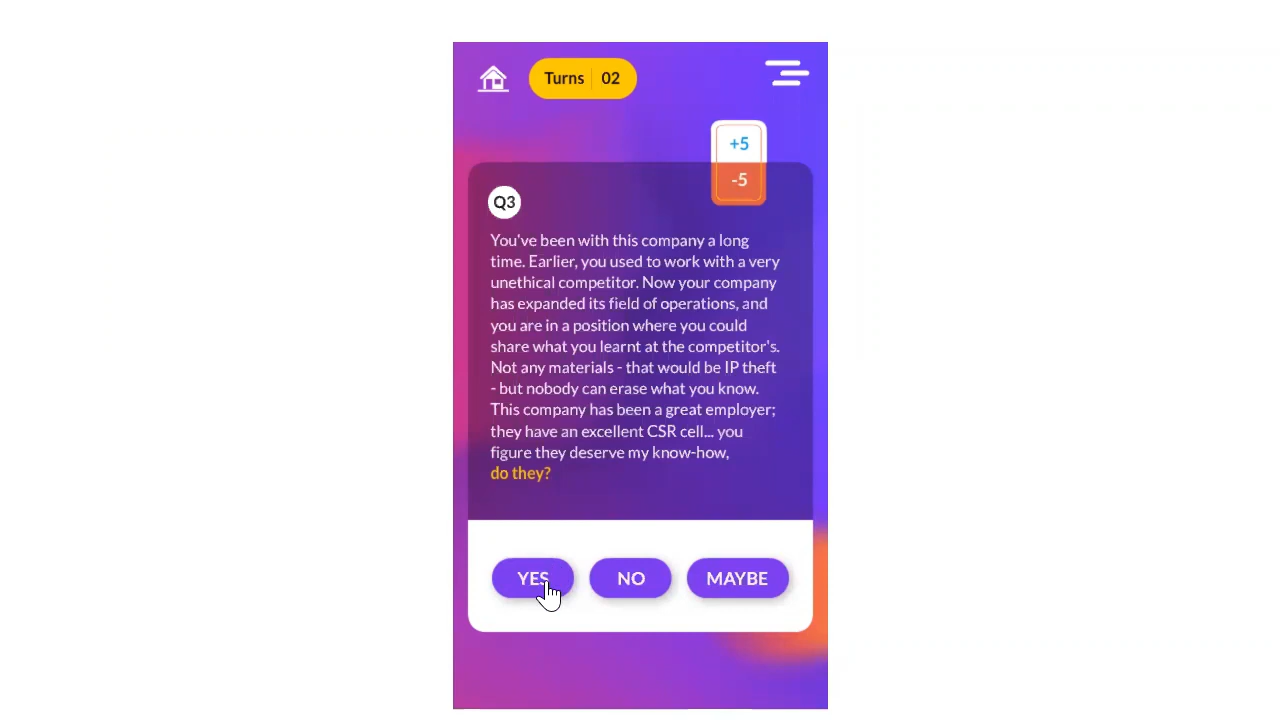 Turns 02
+5
-5
Q3
You've been with this company a long
time. Earlier, you used to work with a very
unethical competitor. Now your company
has expanded its field of operations, and
you are in a position where you could
share what you learnt at the competitor's.
Not any materials - that would be IP theft
- but nobody can erase what you know.
This company has been a great employer;
they have an excellent CSR cell... you
figure they deserve my know-how,
do they?
YES NO MAYBE